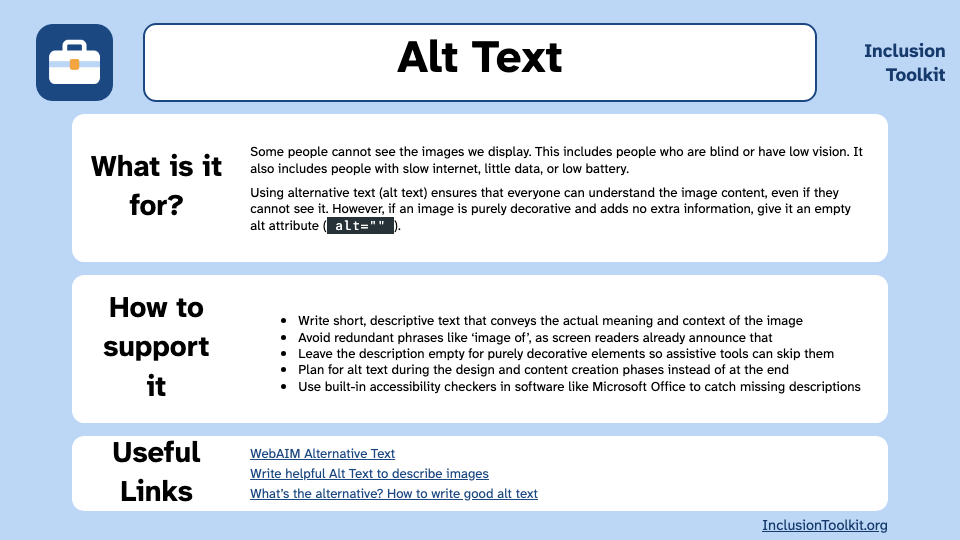 Alt Text
Inclusion
Toolkit
What is it
for?
Some people cannot see the images we display. This includes people who are blind or have low vision. It
also includes people with slow internet, little data, or low battery.
Using alternative text (alt text) ensures that everyone can understand the image content, even if they
cannot see it. However, if an image is purely decorative and adds no extra information, give it an empty
alt attribute ( alt="" ).
How to
support
it
• Write short, descriptive text that conveys the actual meaning and context of the image
• Avoid redundant phrases like ‘image of’, as screen readers already announce that
• Leave the description empty for purely decorative elements so assistive tools can skip them
• Plan for alt text during the design and content creation phases instead of at the end
• Use built-in accessibility checkers in software like Microsoft Office to catch missing descriptions
Useful
Links
WebAIM Alternative Text
Write helpful Alt Text to describe images
What’s the alternative? How to write good alt text
InclusionToolkit.org